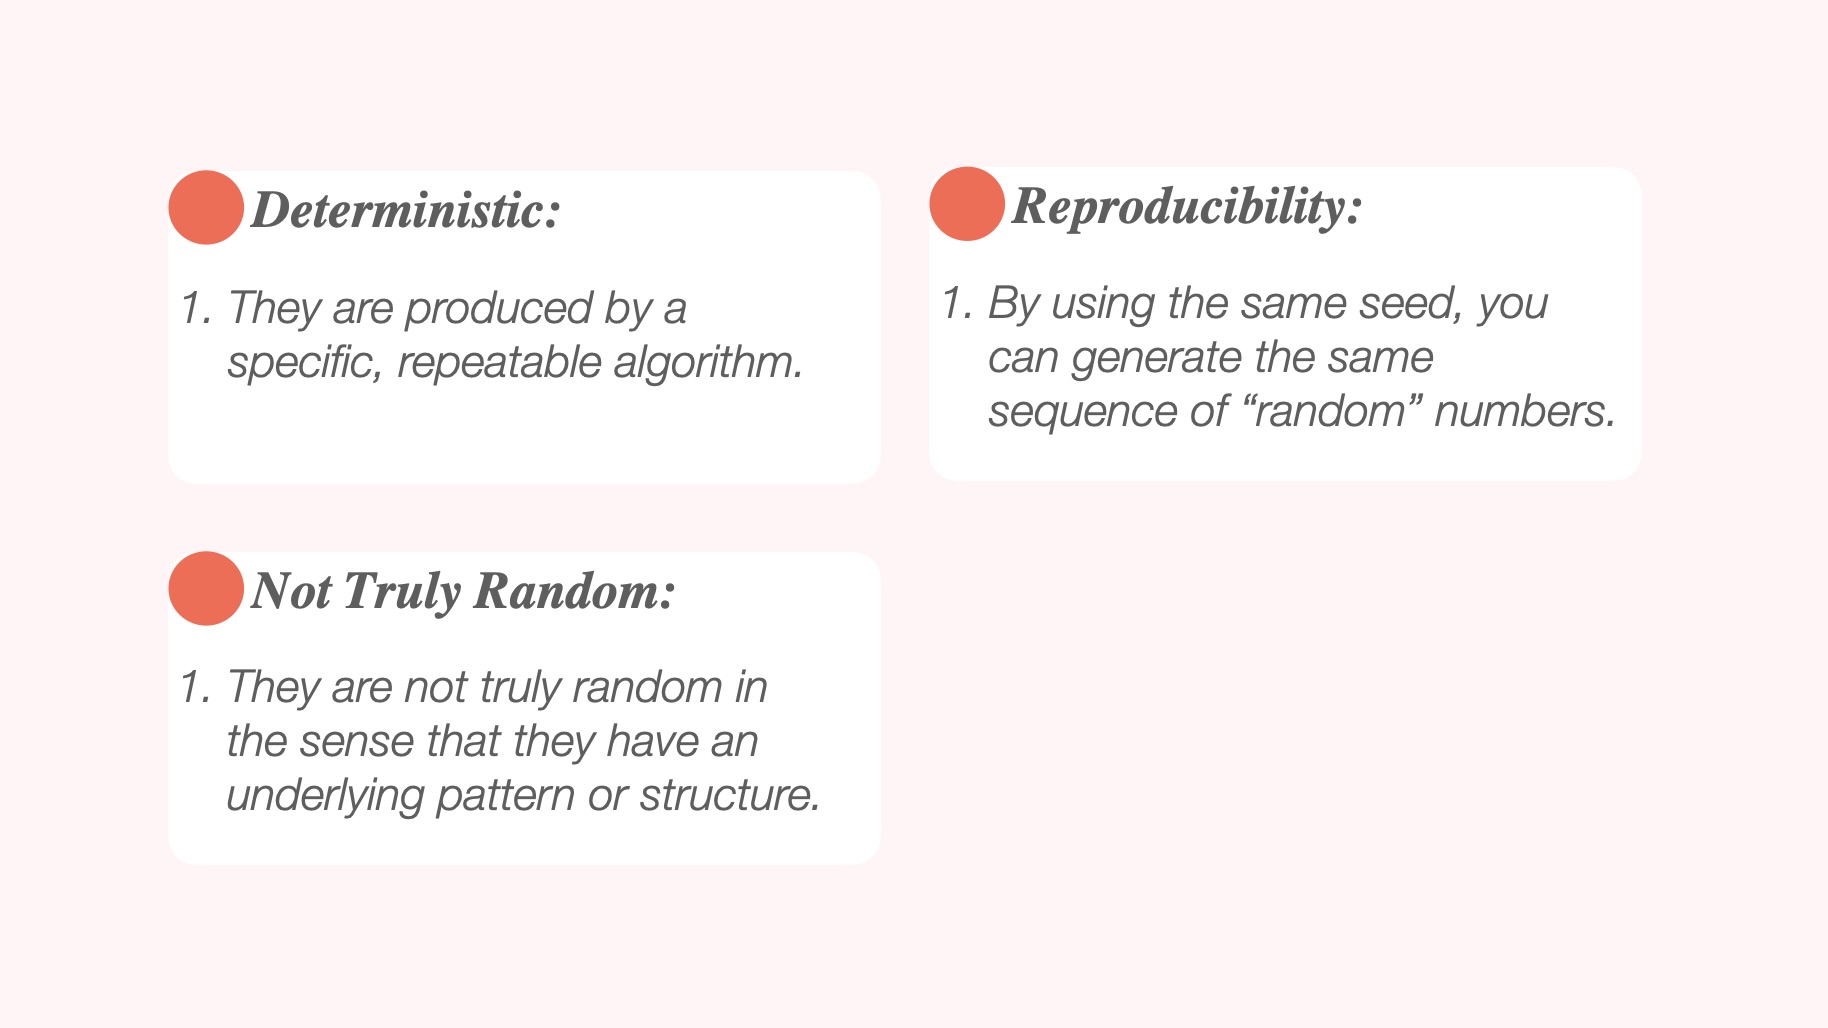 Deterministic:
1. They are produced by a
specific, repeatable algorithm.
Reproducibility:
1. By using the same seed, you
can generate the same
sequence of “random” numbers.
Not Truly Random:
1. They are not truly random in
the sense that they have an
underlying pattern or structure.